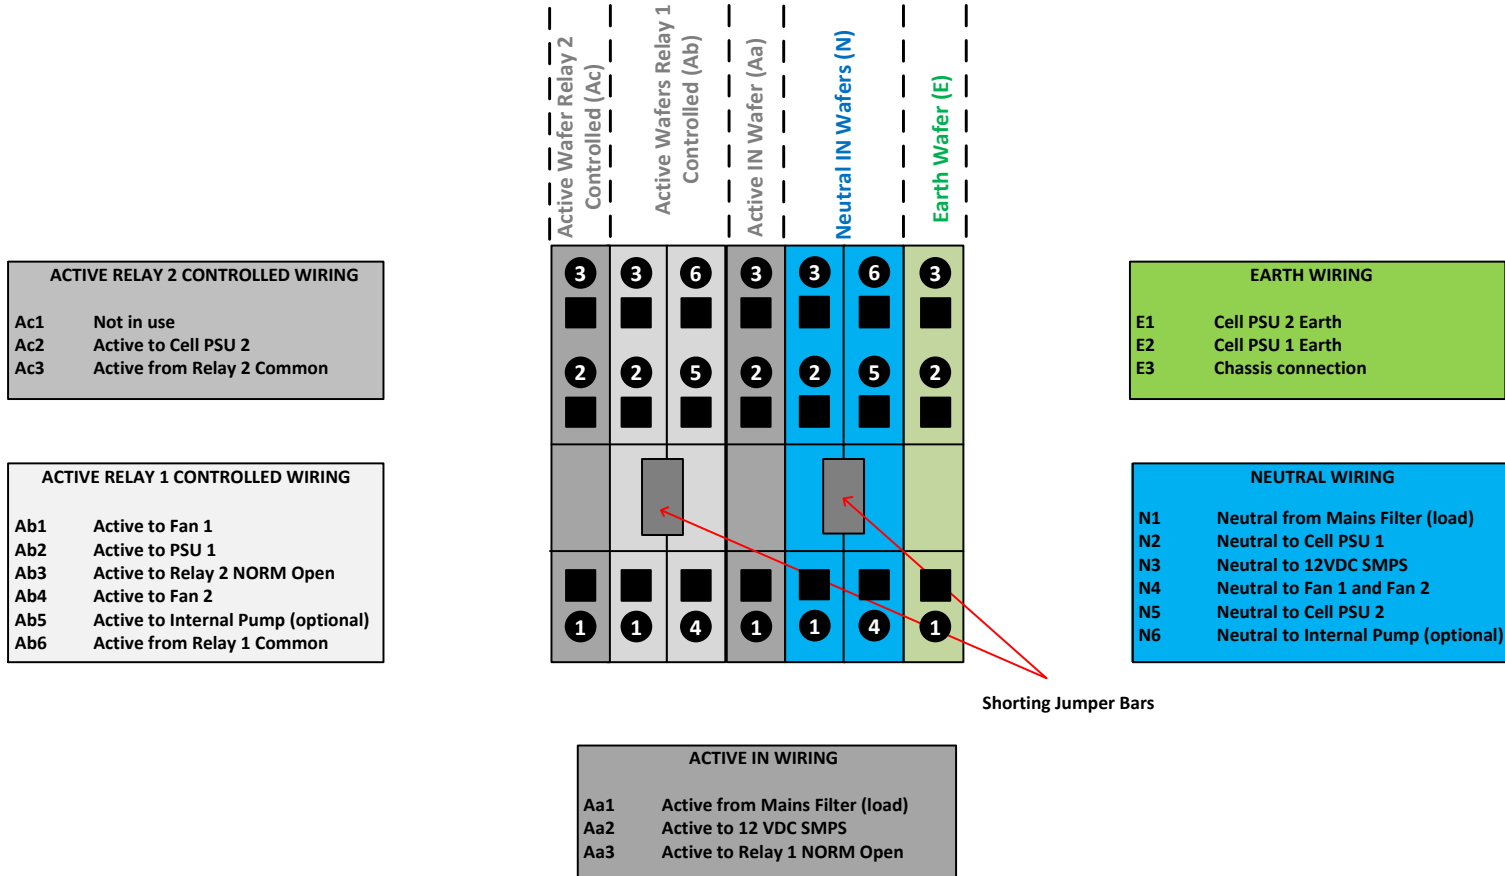 Active Wafer Relay 2
Controlled (Ac)
Active Wafers Relay 1
Controlled (Ab)
Active IN Wafer (Aa)
Neutral IN Wafers (N)
Earth Wafer (E)
3 3 6 3 3 6 3
2 2 5 2 2 5 2
1 1 4 1 1 4 1
Shorting Jumper Bars
ACTIVE RELAY 2 CONTROLLED WIRING
Ac1 Not in use
Ac2 Active to Cell PSU 2
Ac3 Active from Relay 2 Common
ACTIVE RELAY 1 CONTROLLED WIRING
Ab1 Active to Fan 1
Ab2 Active to PSU 1
Ab3 Active to Relay 2 NORM Open
Ab4 Active to Fan 2
Ab5 Active to Internal Pump (optional)
Ab6 Active from Relay 1 Common
EARTH WIRING
E1 Cell PSU 2 Earth
E2 Cell PSU 1 Earth
E3 Chassis connection
NEUTRAL WIRING
N1 Neutral from Mains Filter (load)
N2 Neutral to Cell PSU 1
N3 Neutral to 12VDC SMPS
N4 Neutral to Fan 1 and Fan 2
N5 Neutral to Cell PSU 2
N6 Neutral to Internal Pump (optional)
ACTIVE IN WIRING
Aa1 Active from Mains Filter (load)
Aa2 Active to 12 VDC SMPS
Aa3 Active to Relay 1 NORM Open